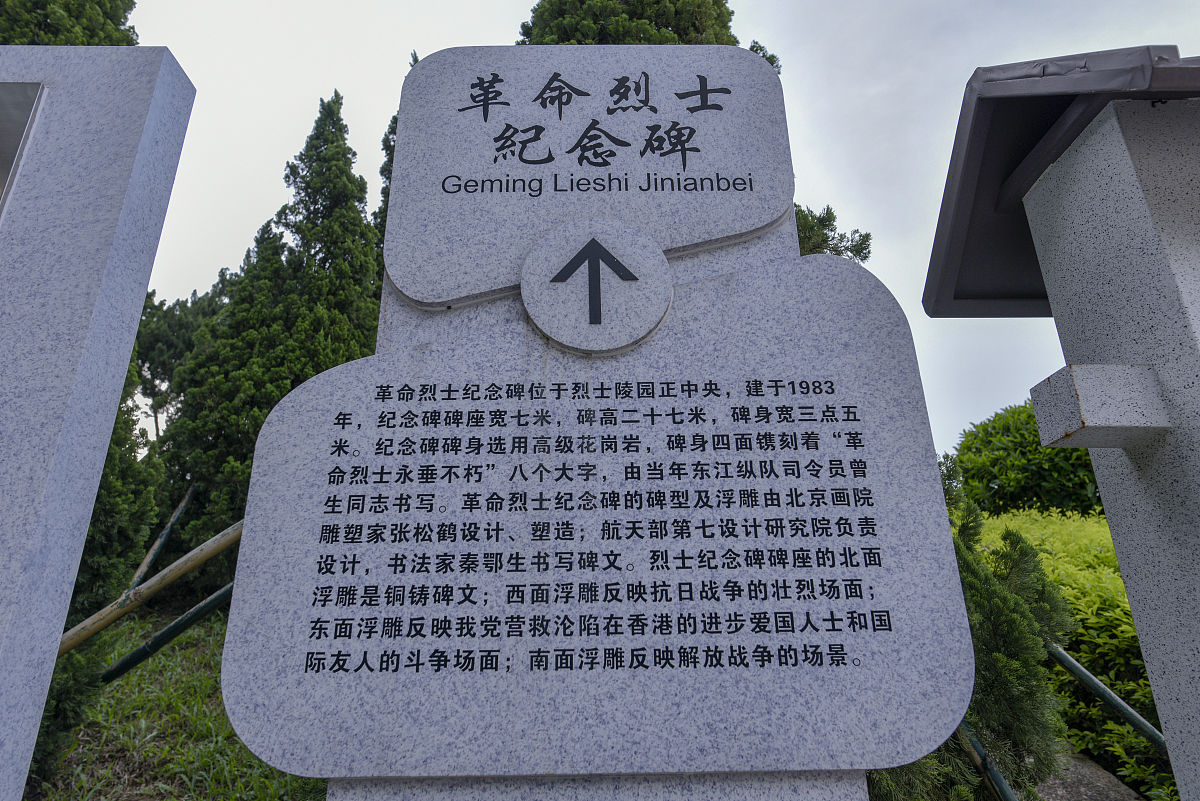 革命烈士
紀念碑
Geming Lieshi Jinianbei
革命烈士纪念碑位于烈士陵园正中央，建于1983
年，纪念碑碑座宽七米，碑高二十七米，碑身宽三点五
米。纪念碑碑身选用高级花岗岩，碑身四面镌刻着“革
命烈士永垂不朽”八个大字，由当年东江纵队司令员曾
生同志书写。革命烈士纪念碑的碑型及浮雕由北京画院
雕塑家张松鹤设计、塑造；航天部第七设计研究院负责
设计，书法家秦鄂生书写碑文。烈士纪念碑碑座的北面
浮雕是铜铸碑文；西面浮雕反映抗日战争的壮烈场面；
东面浮雕反映我党营救沦陷在香港的进步爱国人士和国
际友人的斗争场面；南面浮雕反映解放战争的场景。